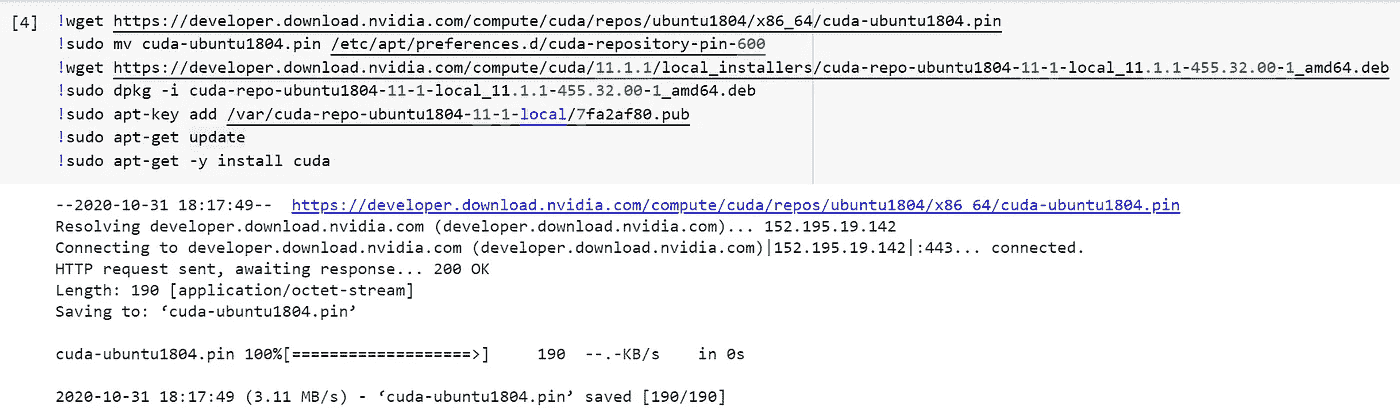 [4] !wget https://developer.download.nvidia.com/compute/cuda/repos/ubuntu1804/x86_64/cuda-ubuntu1804.pin
!sudo mv cuda-ubuntu1804.pin /etc/apt/preferences.d/cuda-repository-pin-600
!wget https://developer.download.nvidia.com/compute/cuda/11.1.1/local_installers/cuda-repo-ubuntu1804-11-1-local_11.1.1-455.32.00-1_amd64.deb
!sudo dpkg -i cuda-repo-ubuntu1804-11-1-local_11.1.1-455.32.00-1_amd64.deb
!sudo apt-key add /var/cuda-repo-ubuntu1804-11-1-local/7fa2af80.pub
!sudo apt-get update
!sudo apt-get -y install cuda
--2020-10-31 18:17:49--  https://developer.download.nvidia.com/compute/cuda/repos/ubuntu1804/x86_64/cuda-ubuntu1804.pin
Resolving developer.download.nvidia.com (developer.download.nvidia.com)... 152.195.19.142
Connecting to developer.download.nvidia.com (developer.download.nvidia.com)|152.195.19.142|:443... connected.
HTTP request sent, awaiting response... 200 OK
Length: 190 [application/octet-stream]
Saving to: ‘cuda-ubuntu1804.pin’
cuda-ubuntu1804.pin 100%[===================>]     190  --.-KB/s    in 0s
2020-10-31 18:17:49 (3.11 MB/s) - ‘cuda-ubuntu1804.pin’ saved [190/190]